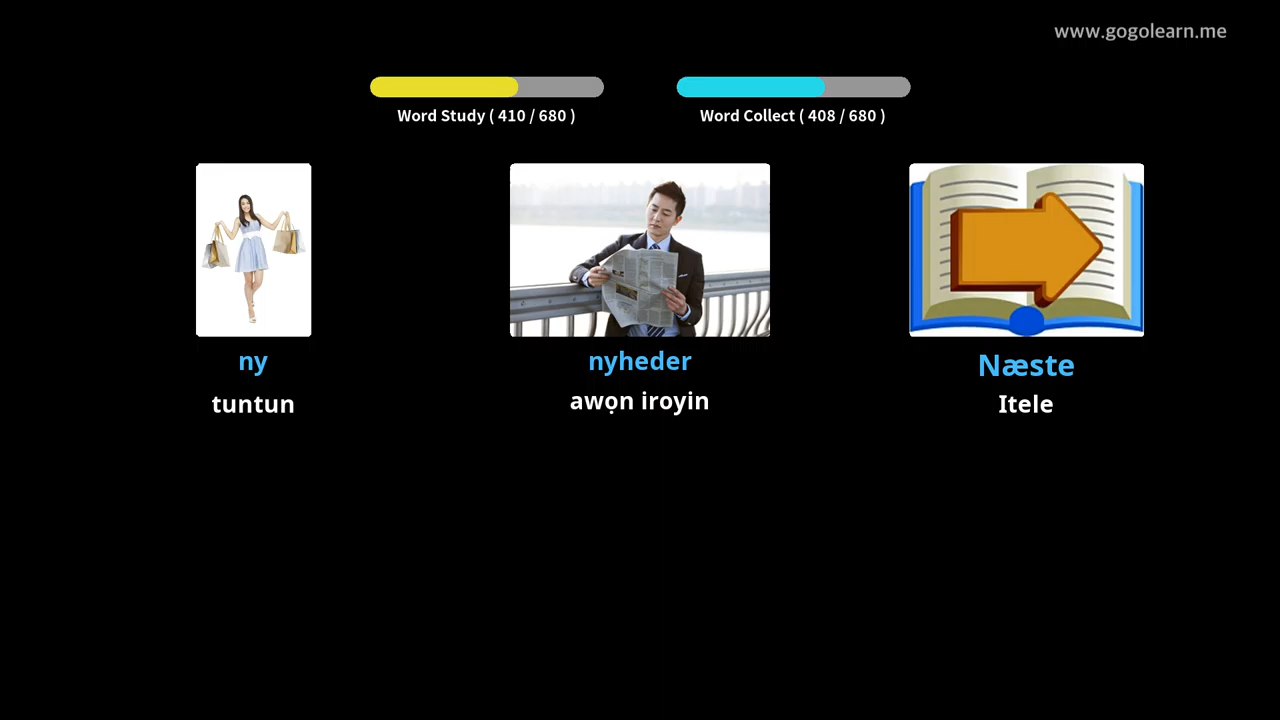 www.gogolearn.me
Word Study ( 410 / 680 )
Word Collect ( 408 / 680 )
ny
tuntun
nyheder
awọn iroyin
Næste
Itele